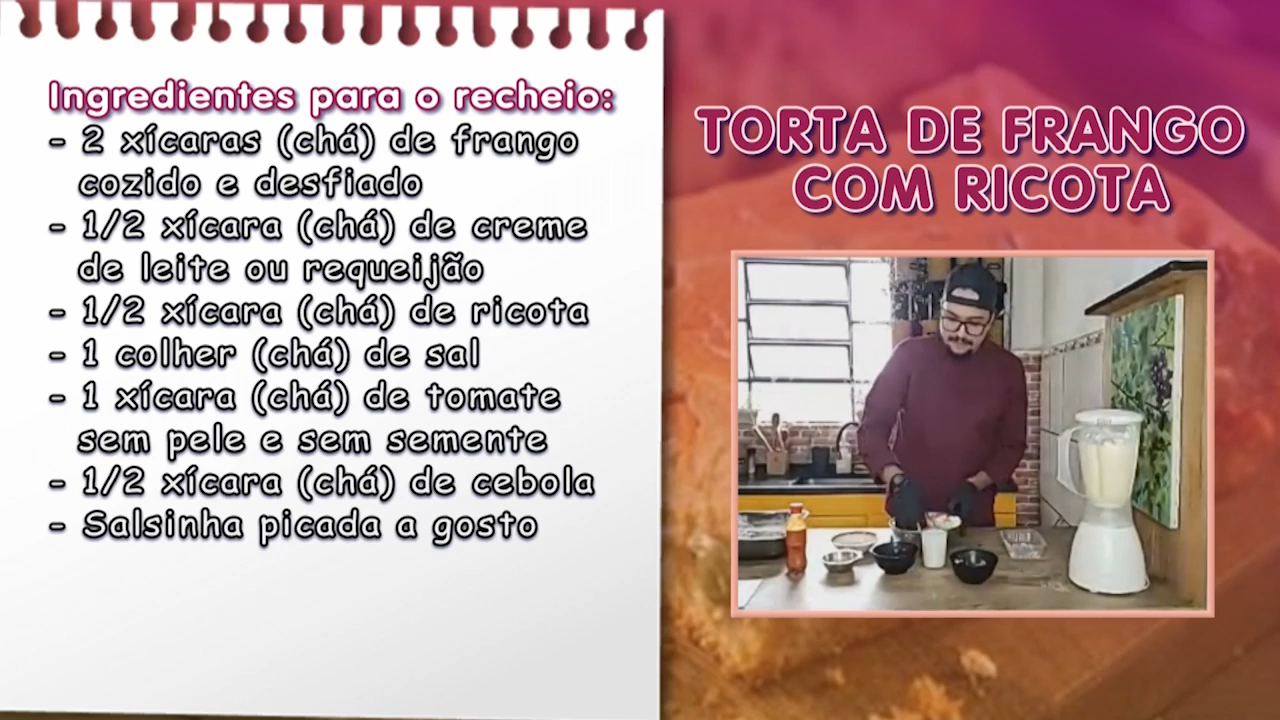 Ingredientes para o recheio:
- 2 xícaras (chá) de frango
cozido e desfiado
- 1/2 xícara (chá) de creme
de leite ou requeijão
- 1/2 xícara (chá) de ricota
- 1 colher (chá) de sal
- 1 xícara (chá) de tomate
sem pele e sem semente
- 1/2 xícara (chá) de cebola
- Salsinha picada a gosto
TORTA DE FRANGO
COM RICOTA